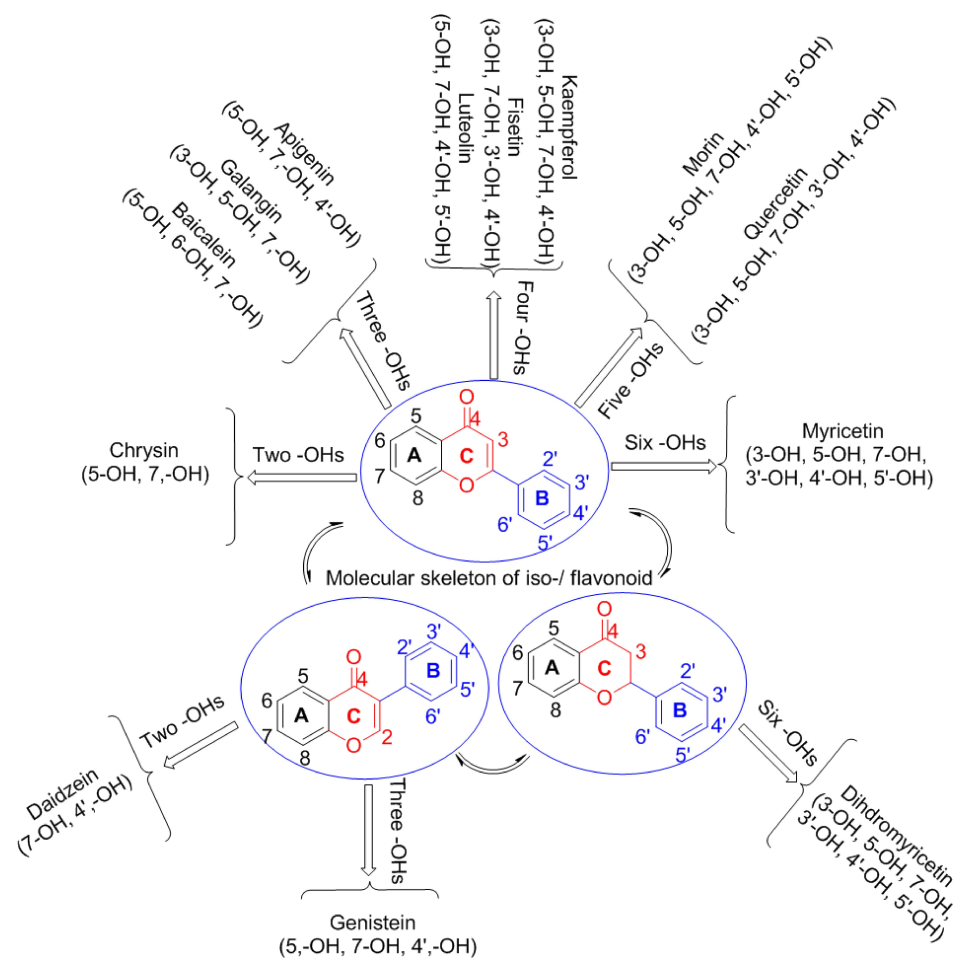 Kaempferol
(3-OH, 5-OH, 7-OH, 4'-OH)
Fisetin
(3-OH, 7-OH, 3'-OH, 4'-OH)
Luteolin
(5-OH, 7-OH, 4'-OH, 5'-OH)
Four -OHs
Apigenin
(5-OH, 7,-OH, 4'-OH)
Galangin
(3-OH, 5-OH, 7,-OH)
Baicalein
(5-OH, 6-OH, 7,-OH)
Three -OHs
Morin
(3-OH, 5-OH, 7-OH, 4'-OH, 5'-OH)
Quercetin
(3-OH, 5-OH, 7-OH, 3'-OH, 4'-OH)
Five -OHs
Chrysin
(5-OH, 7,-OH)
Two -OHs
O
4
5
3
6
A
C
7
8
O
2'
3'
B
4'
6'
5'
Six -OHs
Myricetin
(3-OH, 5-OH, 7-OH,
3'-OH, 4'-OH, 5'-OH)
Molecular skeleton of iso-/ flavonoid
O
4
5
6
A
C
7
8
O
2
2'
3'
B
4'
5'
6'
O
4
5
3
6
A
C
7
8
O
2'
3'
B
4'
6'
5'
Two -OHs
Daidzein
(7-OH, 4',-OH)
Three -OHs
Genistein
(5,-OH, 7-OH, 4',-OH)
Six -OHs
Dihdromyricetin
(3-OH, 5-OH, 7-OH,
3'-OH, 4'-OH, 5'-OH)